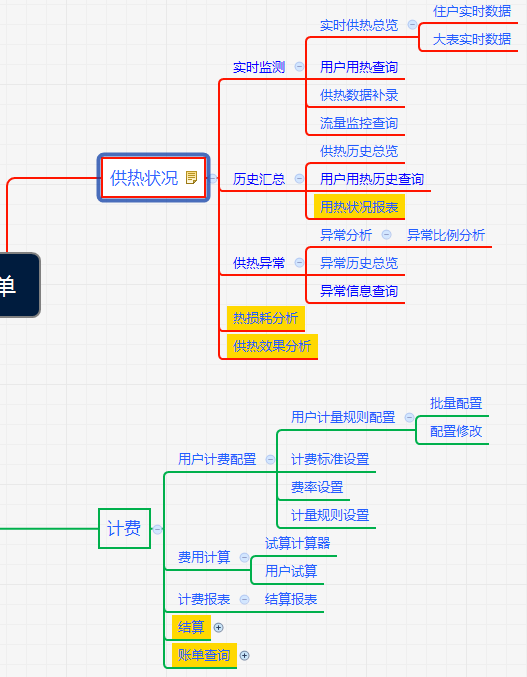 住户实时数据
实时供热总览
大表实时数据
实时监测
用户用热查询
供热数据补录
流量监控查询
供热状况
供热历史总览
历史汇总
用户用热历史查询
用热状况报表
异常分析
异常比例分析
供热异常
异常历史总览
异常信息查询
单
热损耗分析
供热效果分析
批量配置
用户计量规则配置
配置修改
用户计费配置
计费标准设置
费率设置
计量规则设置
计费
试算计算器
费用计算
用户试算
计费报表
结算报表
结算
账单查询